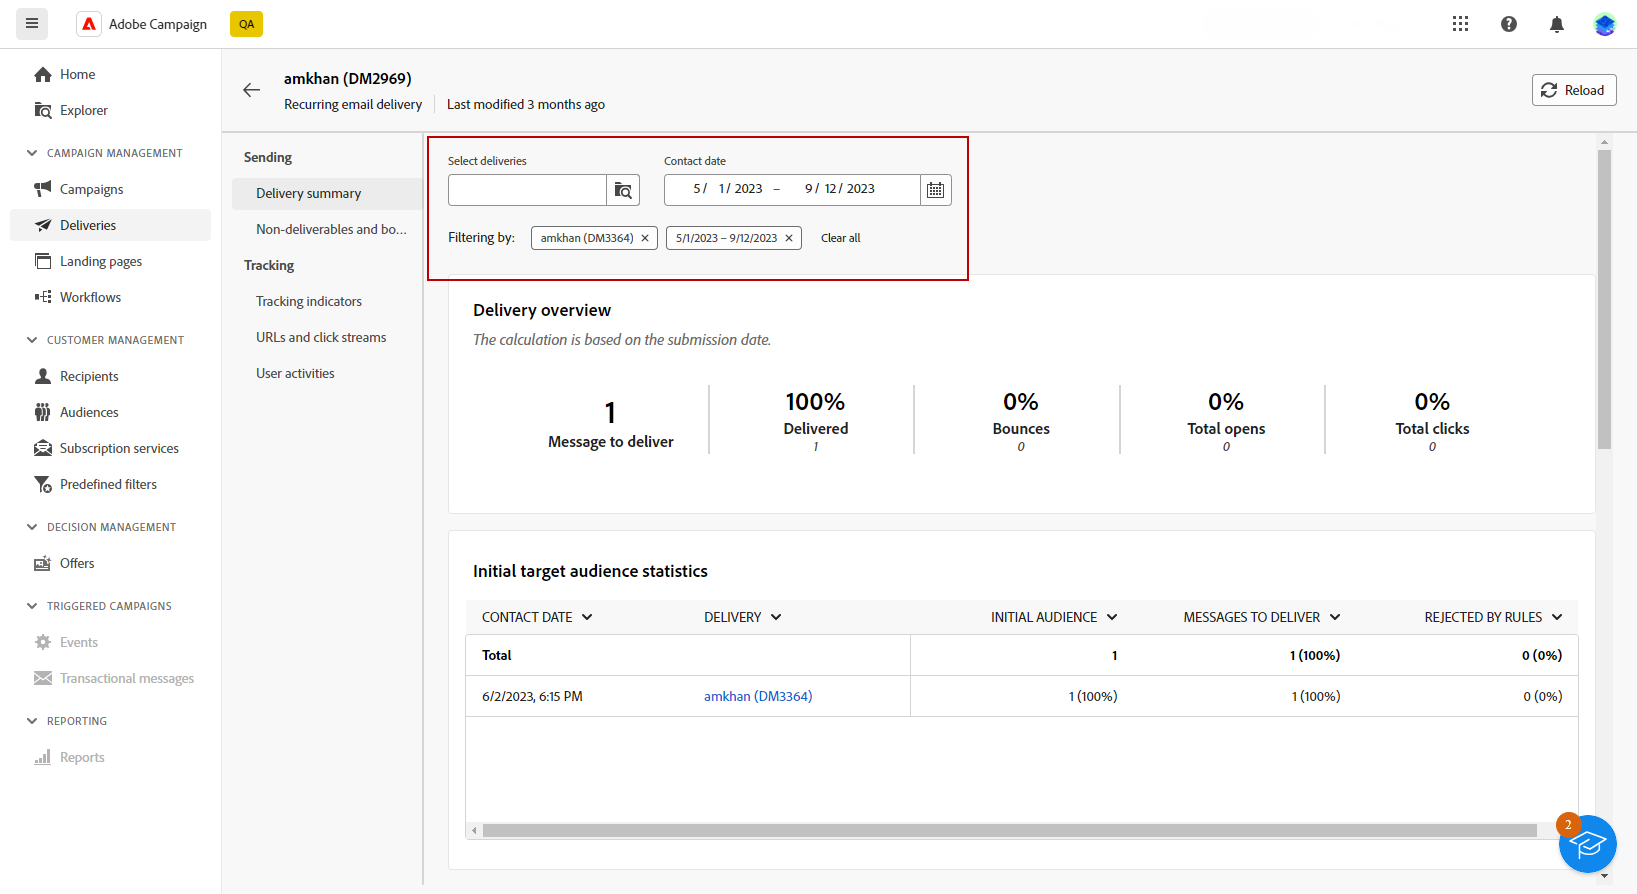 Adobe Campaign QA
Home
Explorer
CAMPAIGN MANAGEMENT
Campaigns
Deliveries
Landing pages
Workflows
CUSTOMER MANAGEMENT
Recipients
Audiences
Subscription services
Predefined filters
DECISION MANAGEMENT
Offers
TRIGGERED CAMPAIGNS
Events
Transactional messages
REPORTING
Reports
amkhan (DM2969)
Recurring email delivery Last modified 3 months ago
Reload
Sending
Delivery summary
Non-deliverables and bo...
Tracking
Tracking indicators
URLs and click streams
User activities
Select deliveries Contact date
5/ 1/ 2023 – 9/ 12/ 2023
Filtering by: amkhan (DM3364) 5/1/2023 – 9/12/2023 Clear all
Delivery overview
The calculation is based on the submission date.
1
Message to deliver
100%
Delivered
1
0%
Bounces
0
0%
Total opens
0
0%
Total clicks
0
Initial target audience statistics
CONTACT DATE DELIVERY INITIAL AUDIENCE MESSAGES TO DELIVER REJECTED BY RULES
Total 1 1 (100%) 0 (0%)
6/2/2023, 6:15 PM amkhan (DM3364) 1 (100%) 1 (100%) 0 (0%)
2